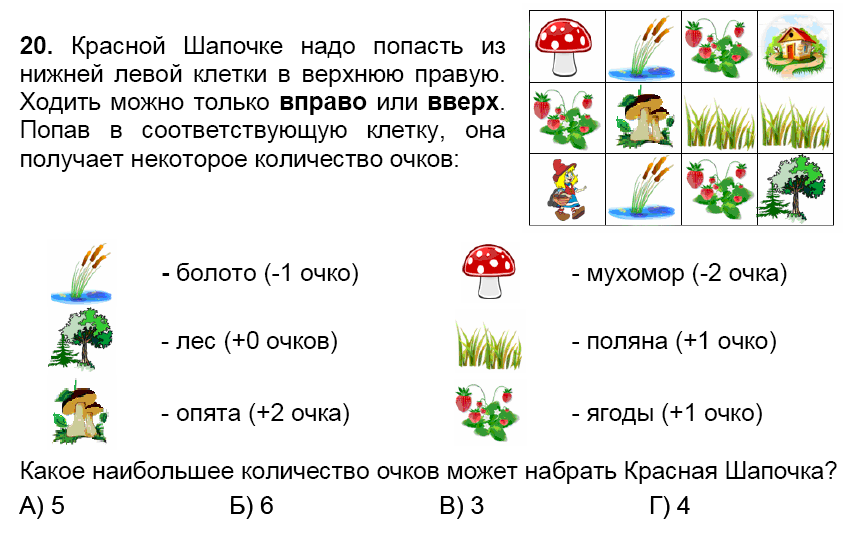 20. Красной Шапочке надо попасть из
нижней левой клетки в верхнюю правую.
Ходить можно только вправо или вверх.
Попав в соответствующую клетку, она
получает некоторое количество очков:
- болото (-1 очко)
- мухомор (-2 очка)
- лес (+0 очков)
- поляна (+1 очко)
- опята (+2 очка)
- ягоды (+1 очко)
Какое наибольшее количество очков может набрать Красная Шапочка?
А) 5 Б) 6 В) 3 Г) 4